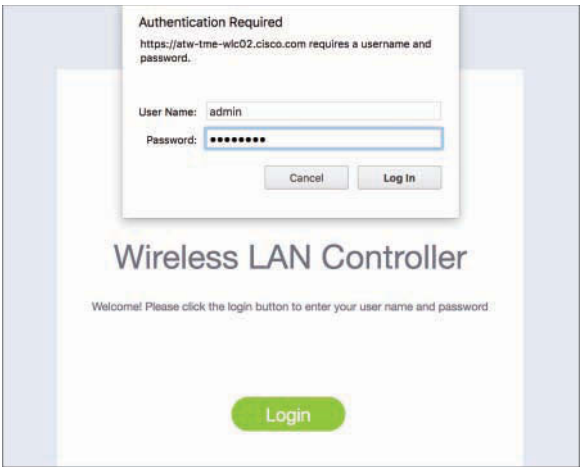 Authentication Required
https://atw-tme-wlc02.cisco.com requires a username and
password.
User Name: admin
Password: ••••••••
Cancel Log In
Wireless LAN Controller
Welcome! Please click the login button to enter your user name and password
Login